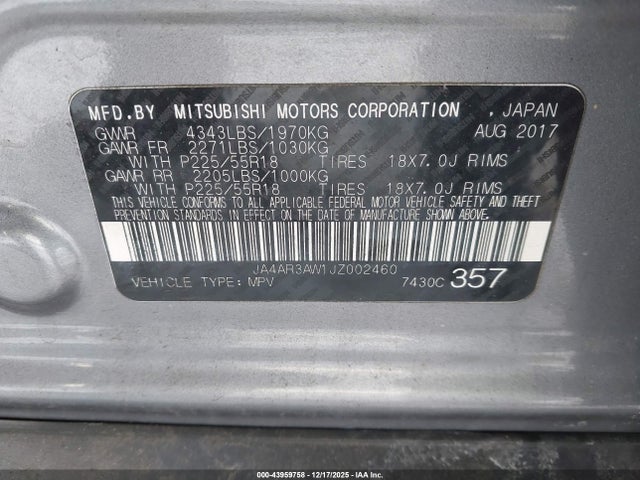 MFD.BY MITSUBISHI MOTORS CORPORATION , JAPAN
GVWR 4343LBS/1970KG AUG 2017
GAWR FR 2271LBS/1030KG
WITH P225/55R18 TIRES 18X7.0J RIMS
GAWR RR 2205LBS/1000KG
WITH P225/55R18 TIRES 18X7.0J RIMS
THIS VEHICLE CONFORMS TO ALL APPLICABLE FEDERAL MOTOR VEHICLE SAFETY AND THEFT
PREVENTION STANDARDS IN EFFECT ON THE DATE OF MANUFACTURE SHOWN ABOVE.
JA4AR3AW1JZ002460
VEHICLE TYPE: MPV 7430C 357
000-43959758 - 12/17/2025 - IAA Inc.